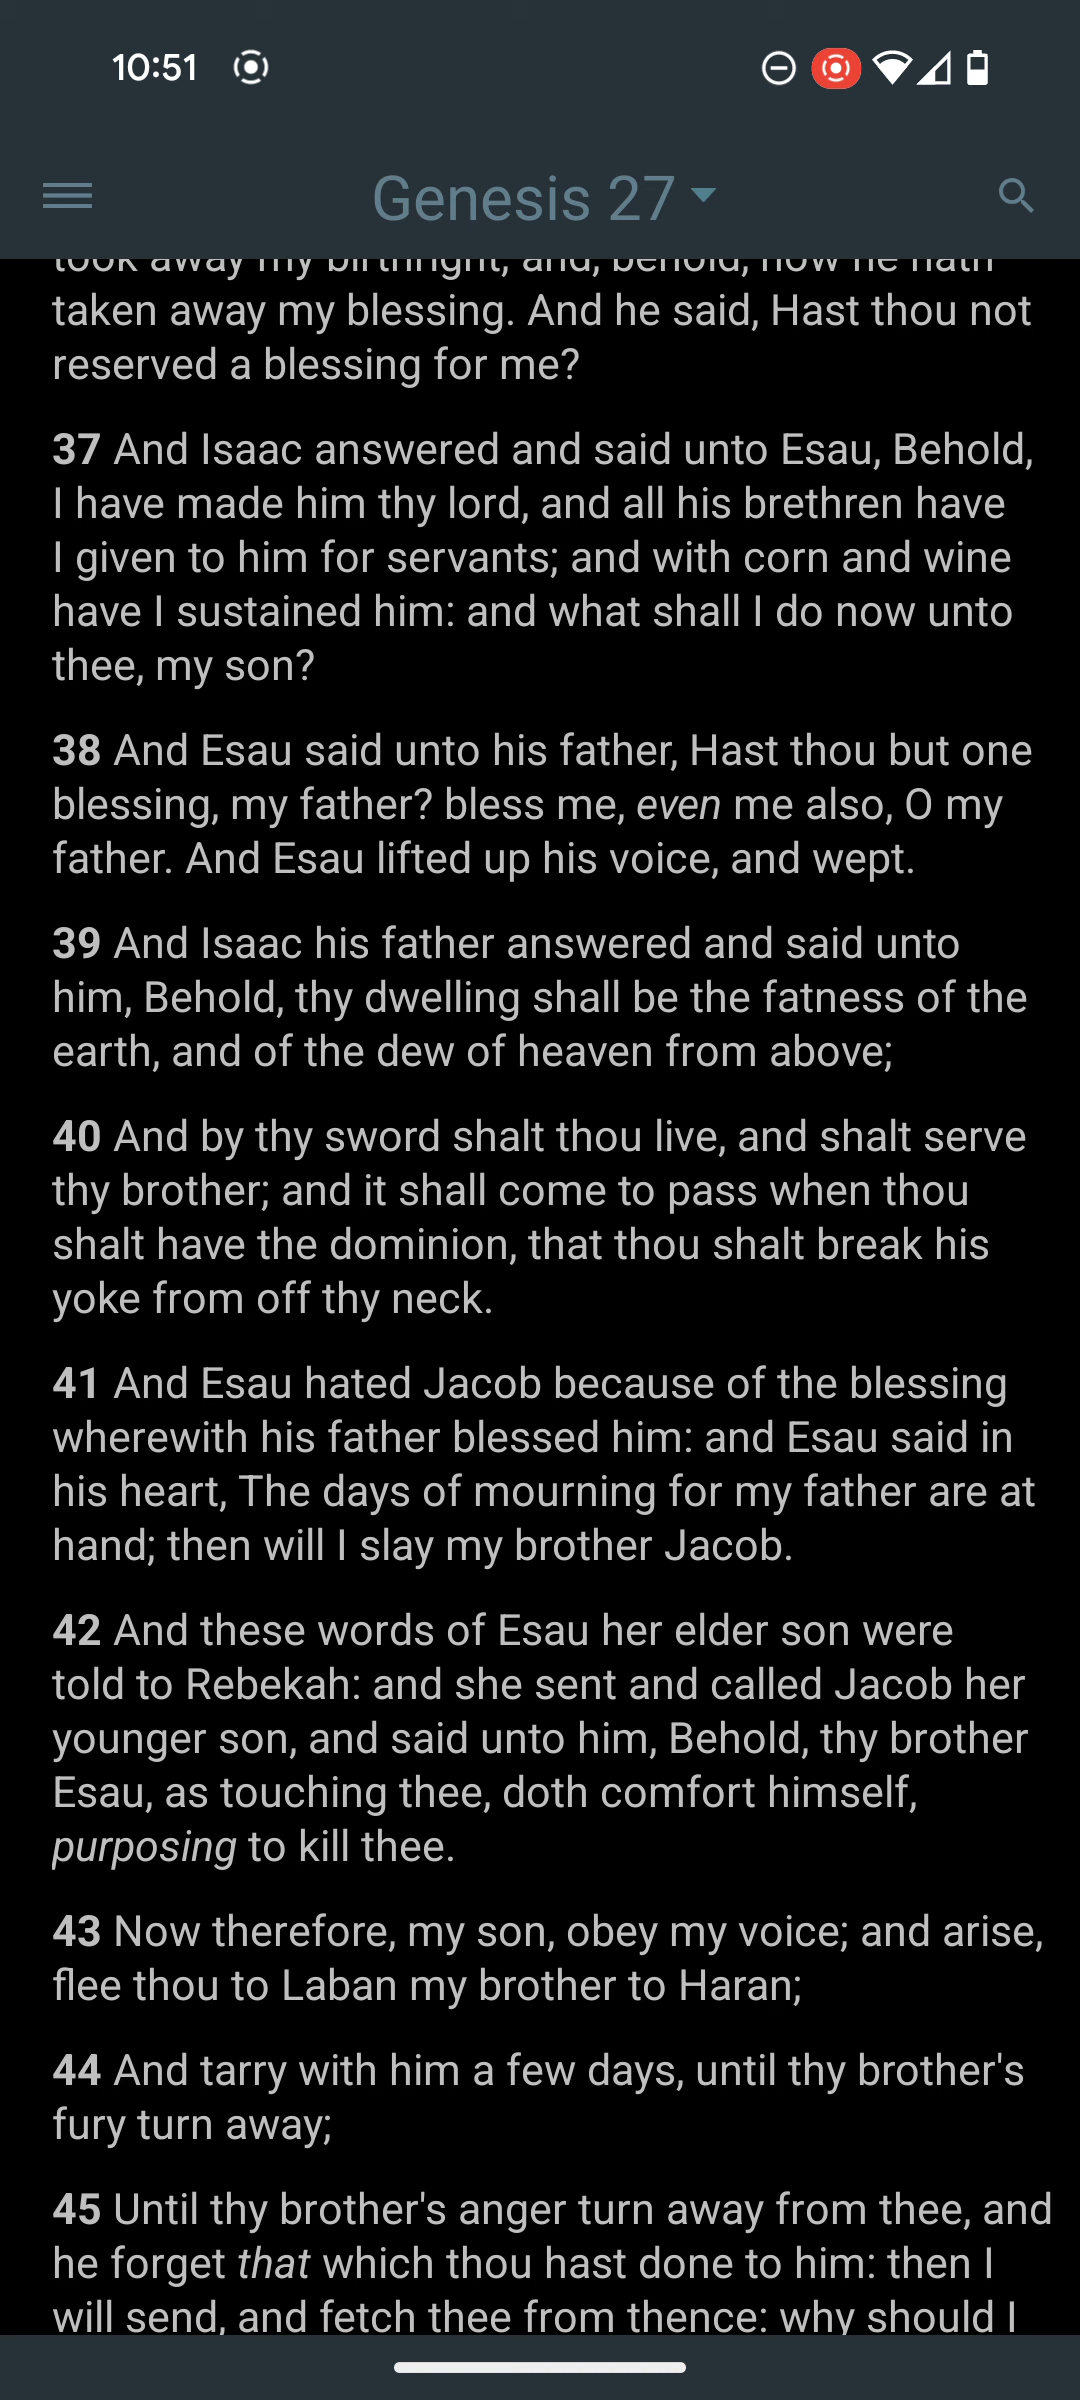 10:51
Genesis 27
took away my birthright; and, behold, now he hath
taken away my blessing. And he said, Hast thou not
reserved a blessing for me?
37 And Isaac answered and said unto Esau, Behold,
I have made him thy lord, and all his brethren have
I given to him for servants; and with corn and wine
have I sustained him: and what shall I do now unto
thee, my son?
38 And Esau said unto his father, Hast thou but one
blessing, my father? bless me, even me also, O my
father. And Esau lifted up his voice, and wept.
39 And Isaac his father answered and said unto
him, Behold, thy dwelling shall be the fatness of the
earth, and of the dew of heaven from above;
40 And by thy sword shalt thou live, and shalt serve
thy brother; and it shall come to pass when thou
shalt have the dominion, that thou shalt break his
yoke from off thy neck.
41 And Esau hated Jacob because of the blessing
wherewith his father blessed him: and Esau said in
his heart, The days of mourning for my father are at
hand; then will I slay my brother Jacob.
42 And these words of Esau her elder son were
told to Rebekah: and she sent and called Jacob her
younger son, and said unto him, Behold, thy brother
Esau, as touching thee, doth comfort himself,
purposing to kill thee.
43 Now therefore, my son, obey my voice; and arise,
flee thou to Laban my brother to Haran;
44 And tarry with him a few days, until thy brother's
fury turn away;
45 Until thy brother's anger turn away from thee, and
he forget that which thou hast done to him: then I
will send, and fetch thee from thence: why should I